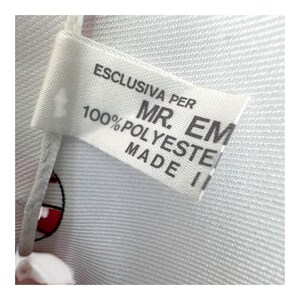 ESCLUSIVA PER
MR. EM
100% POLYESTE
MADE I